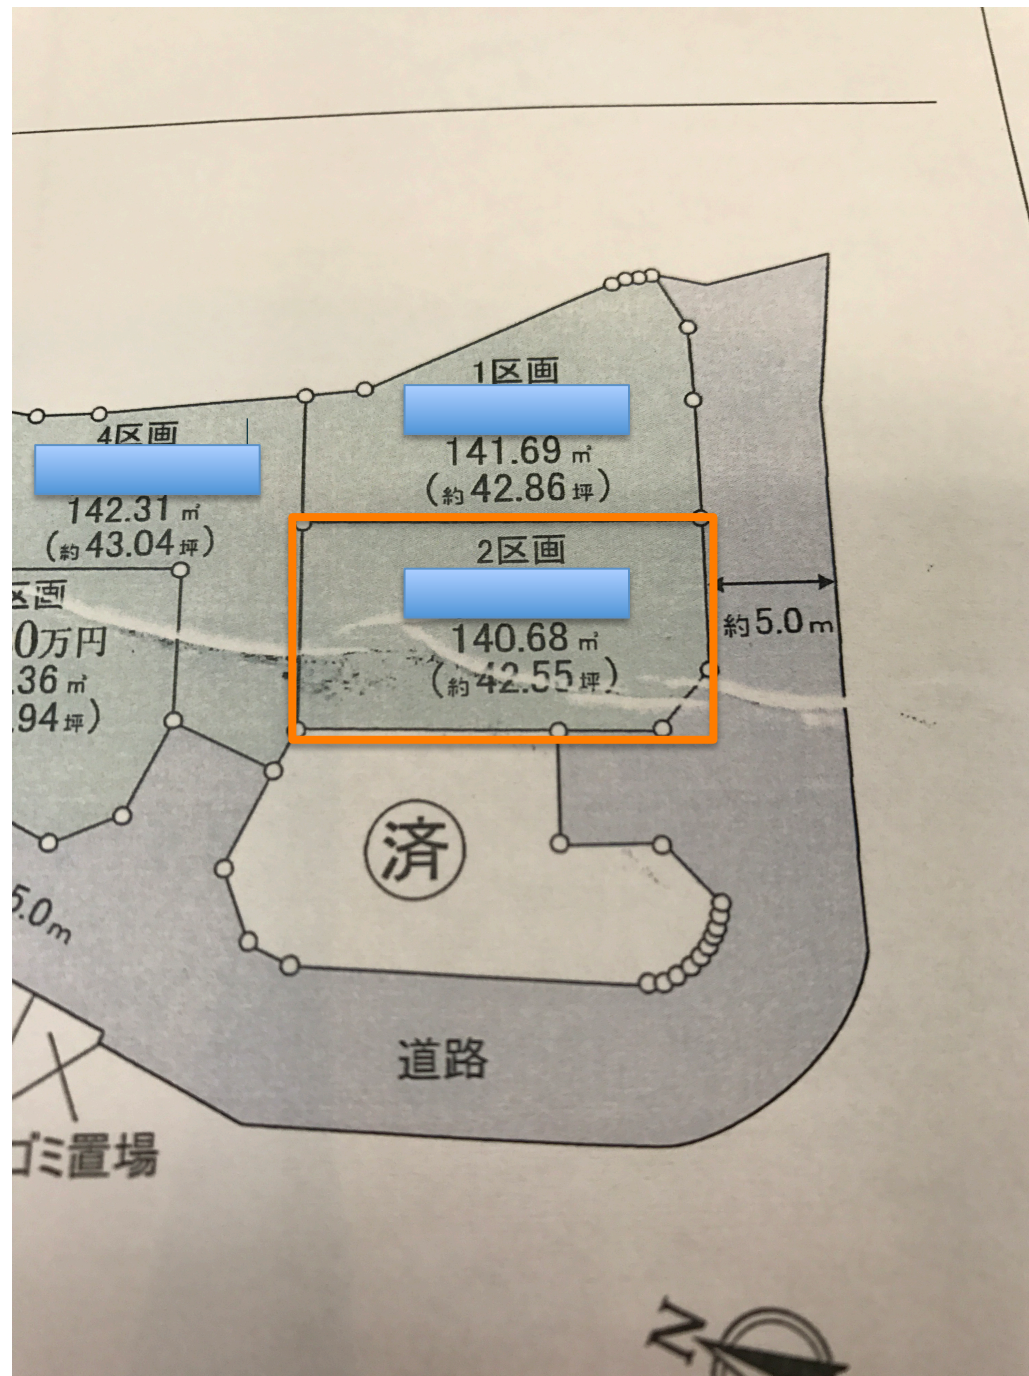 1区画
141.69㎡
(約42.86坪)
4区画
142.31㎡
(約43.04坪)
2区画
140.68㎡
(約42.55坪)
約5.0m
区画
0万円
.36㎡
.94坪)
済
5.0m
道路
ゴミ置場
N